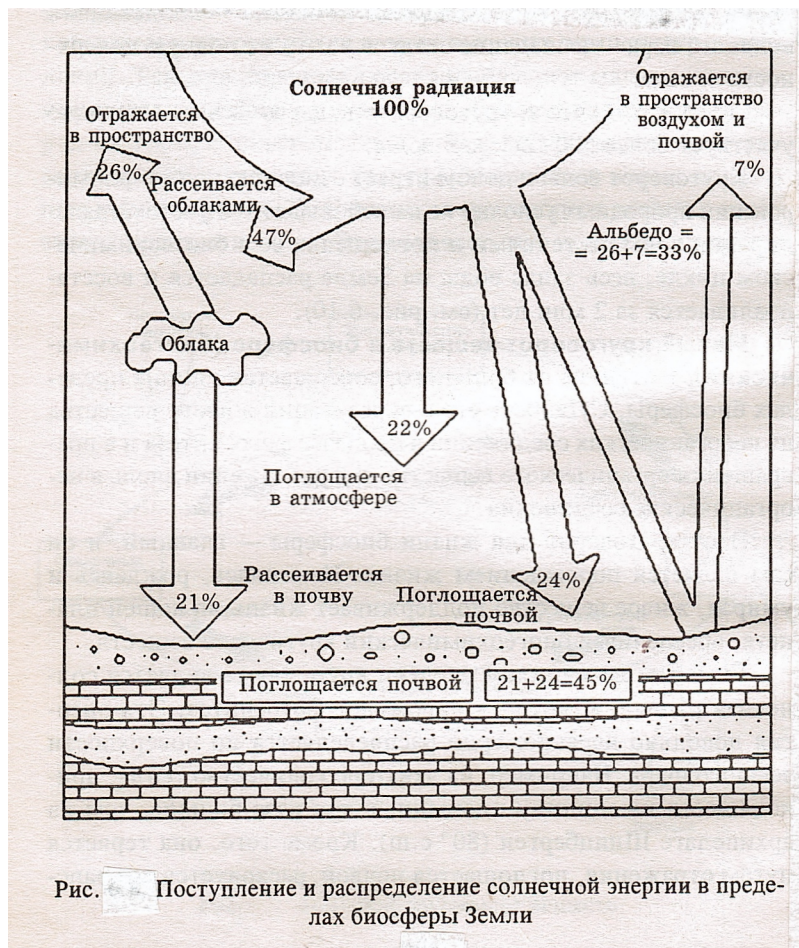 Солнечная радиация
100%
Отражается
в пространство
26%
Рассеивается
облаками
47%
Отражается
в пространство
воздухом и
почвой
7%
Альбедо =
= 26+7=33%
Облака
22%
Поглощается
в атмосфере
21%
Рассеивается
в почву
Поглощается
почвой
24%
Поглощается почвой
21+24=45%
Рис. Поступление и распределение солнечной энергии в преде-
лах биосферы Земли